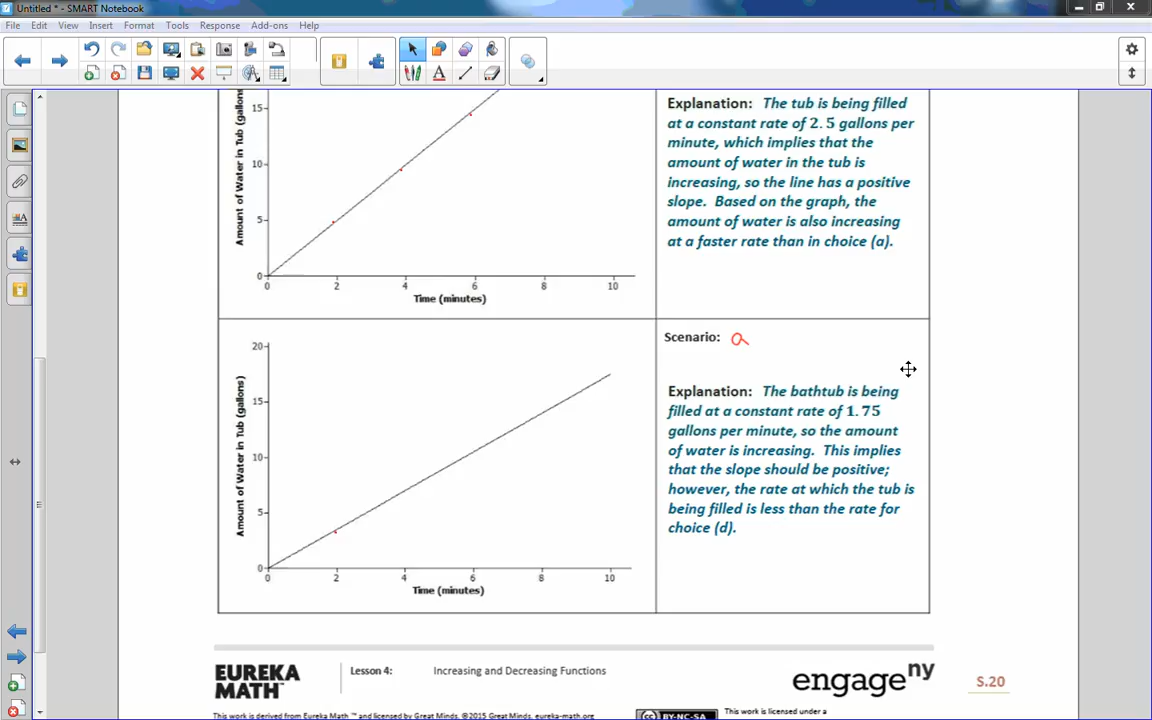 Untitled * - SMART Notebook
File Edit View Insert Format Tools Response Add-ons Help
15
10
5
0
0 2 4 6 8 10
Amount of Water in Tub (gallons
Time (minutes)
Explanation: The tub is being filled
at a constant rate of 2.5 gallons per
minute, which implies that the
amount of water in the tub is
increasing, so the line has a positive
slope. Based on the graph, the
amount of water is also increasing
at a faster rate than in choice (a).
20
15
10
5
0
0 2 4 6 8 10
Amount of Water in Tub (gallons)
Time (minutes)
Scenario: a
Explanation: The bathtub is being
filled at a constant rate of 1.75
gallons per minute, so the amount
of water is increasing. This implies
that the slope should be positive;
however, the rate at which the tub is
being filled is less than the rate for
choice (d).
EUREKA
MATH™
Lesson 4: Increasing and Decreasing Functions
engage ny
S.20
This work is derived from Eureka Math ™ and licensed by Great Minds. ©2015 Great Minds. eureka-math.org
(cc) BY-NC-SA
This work is licensed under a